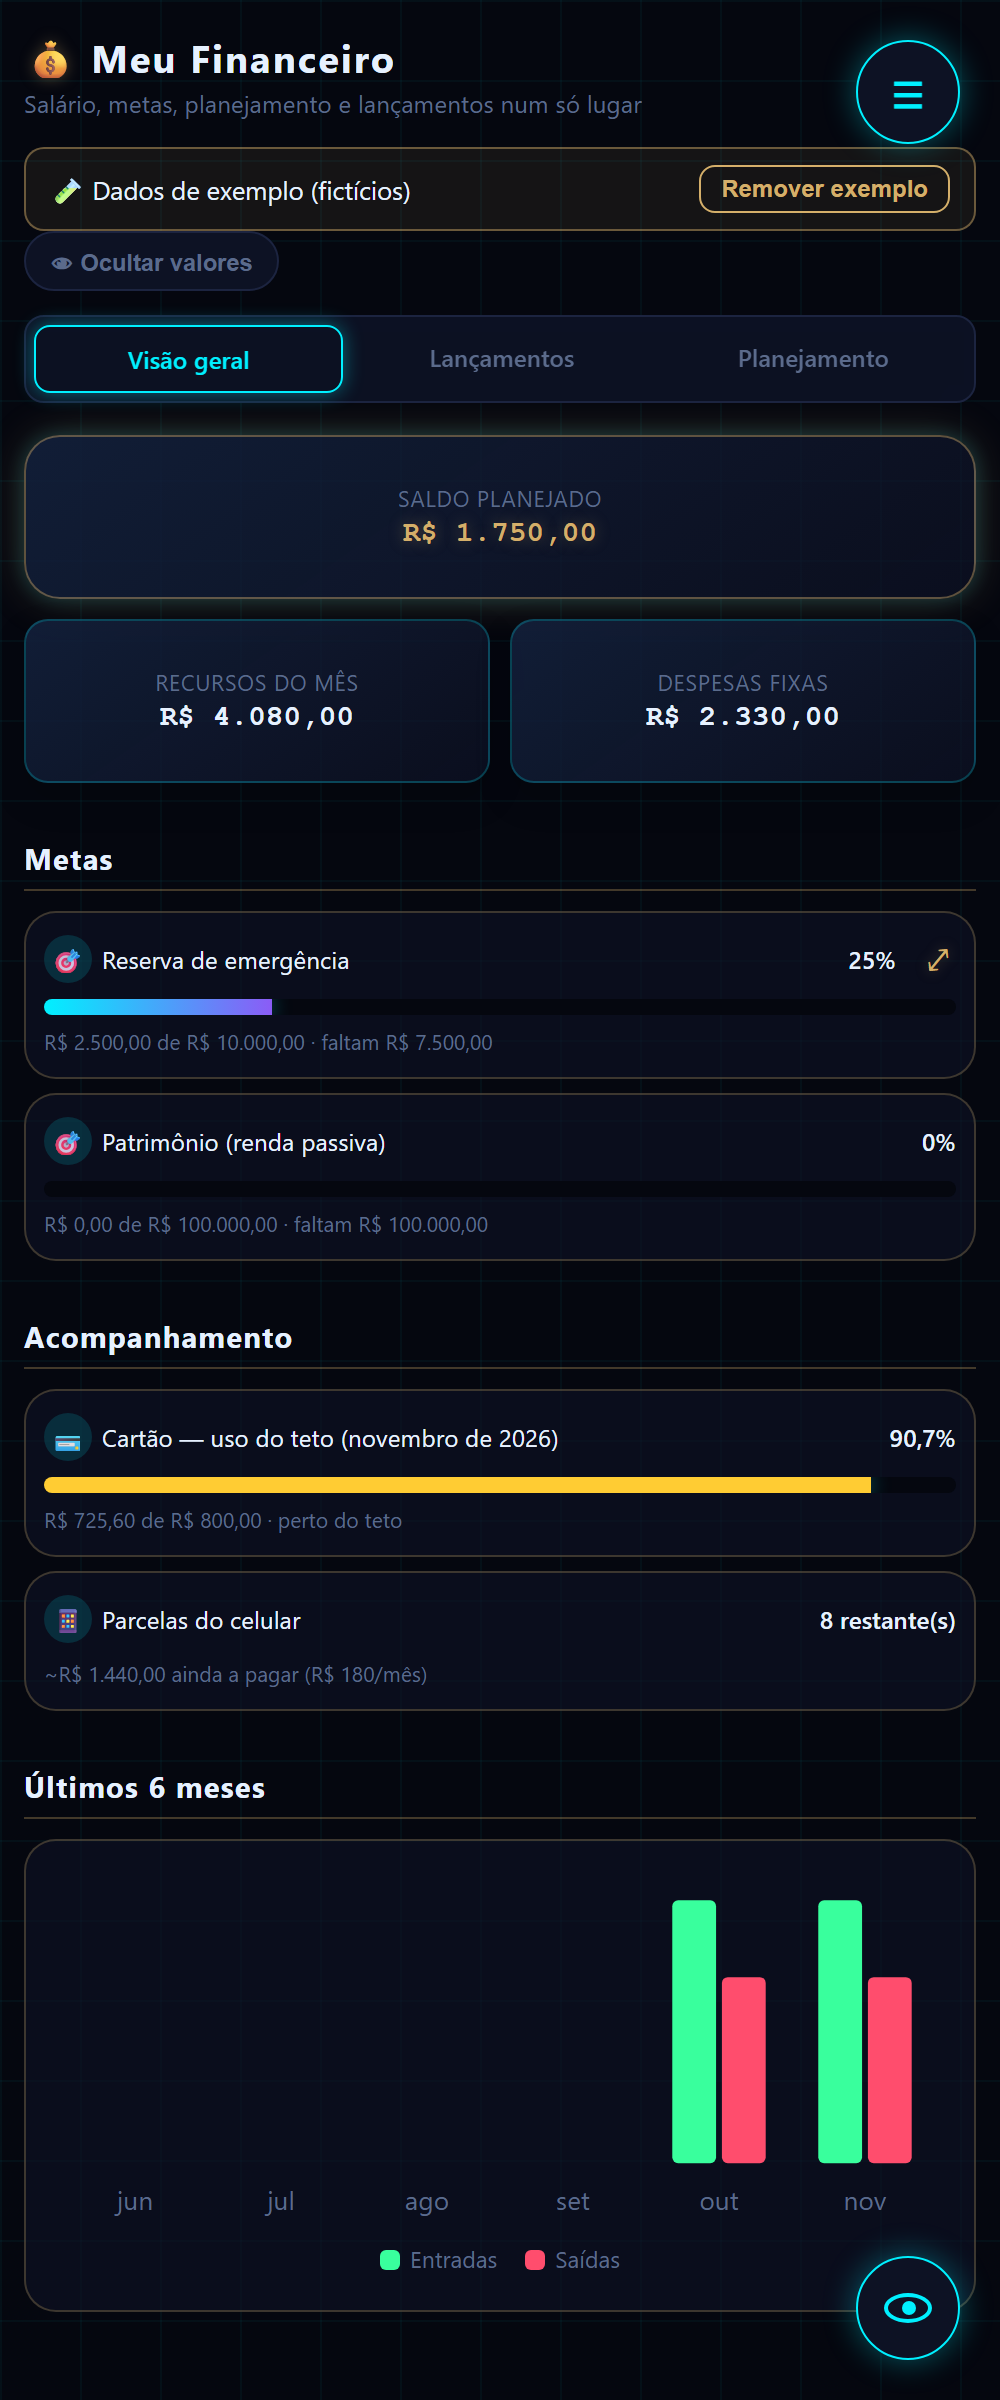 Meu Financeiro
Salário, metas, planejamento e lançamentos num só lugar
Dados de exemplo (fictícios)
Remover exemplo
Ocultar valores
Visão geral
Lançamentos
Planejamento
SALDO PLANEJADO
R$ 1.750,00
RECURSOS DO MÊS
R$ 4.080,00
DESPESAS FIXAS
R$ 2.330,00
Metas
Reserva de emergência
25%
R$ 2.500,00 de R$ 10.000,00 · faltam R$ 7.500,00
Patrimônio (renda passiva)
0%
R$ 0,00 de R$ 100.000,00 · faltam R$ 100.000,00
Acompanhamento
Cartão — uso do teto (novembro de 2026)
90,7%
R$ 725,60 de R$ 800,00 · perto do teto
Parcelas do celular
8 restante(s)
~R$ 1.440,00 ainda a pagar (R$ 180/mês)
Últimos 6 meses
jun jul ago set out nov
Entradas Saídas